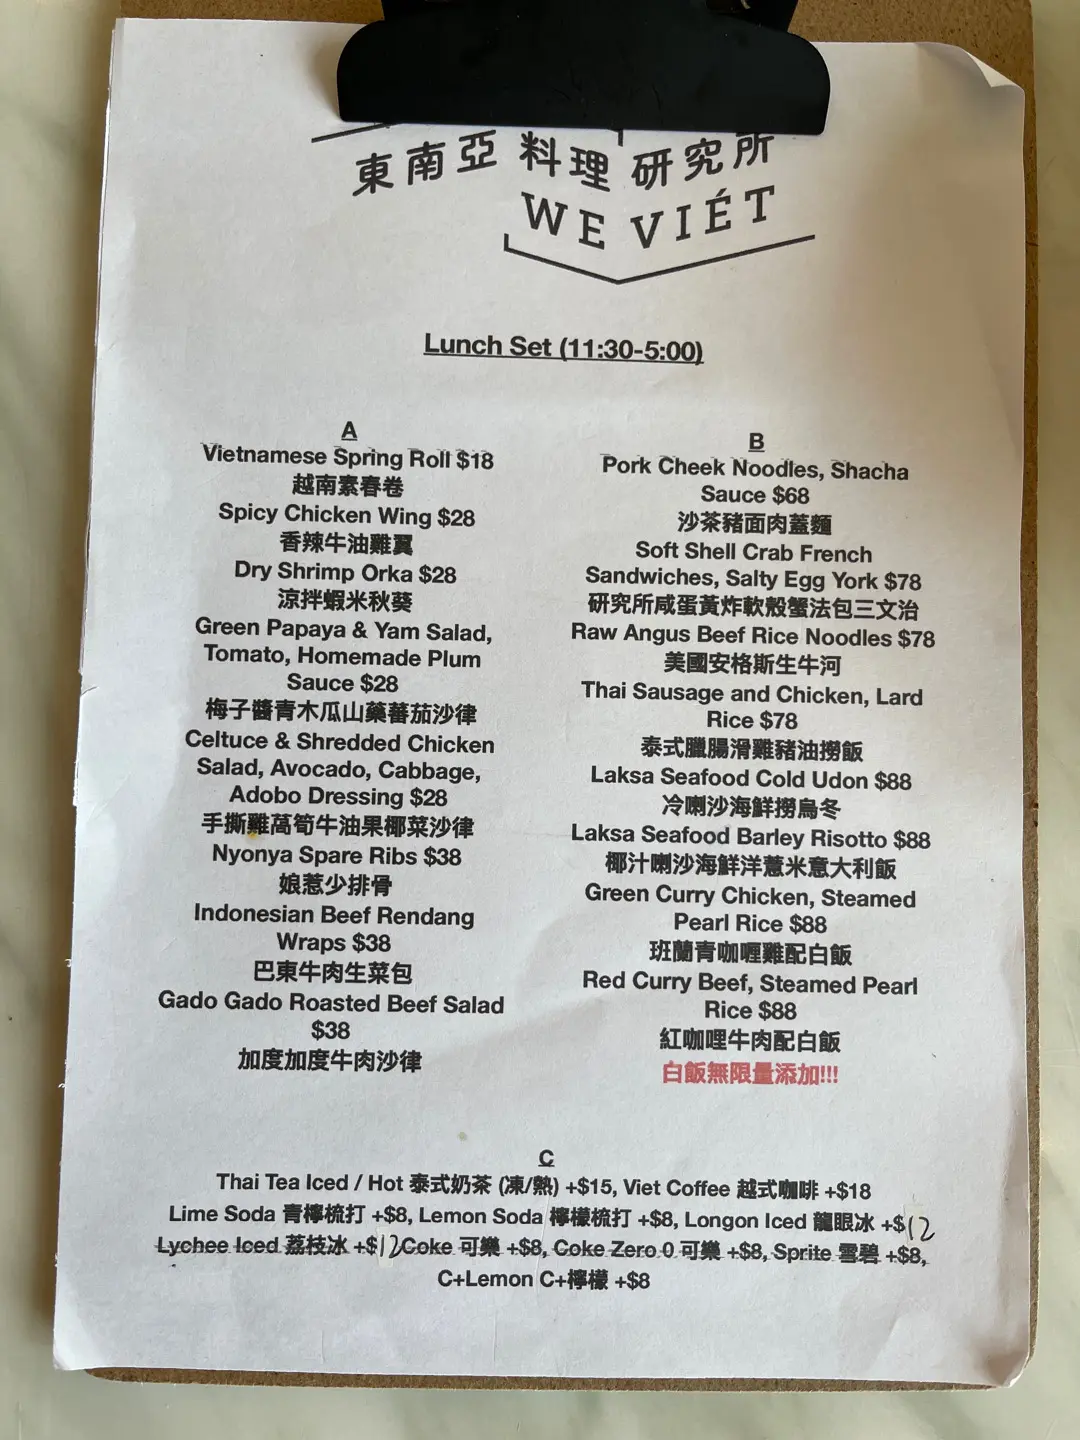 東南亞 料理 研究所
WE VIÉT
Lunch Set (11:30-5:00)
A
Vietnamese Spring Roll $18
越南素春卷
Spicy Chicken Wing $28
香辣牛油雞翼
Dry Shrimp Orka $28
涼拌蝦米秋葵
Green Papaya & Yam Salad,
Tomato, Homemade Plum
Sauce $28
梅子醬青木瓜山藥蕃茄沙律
Celtuce & Shredded Chicken
Salad, Avocado, Cabbage,
Adobo Dressing $28
手撕雞萵筍牛油果椰菜沙律
Nyonya Spare Ribs $38
娘惹少排骨
Indonesian Beef Rendang
Wraps $38
巴東牛肉生菜包
Gado Gado Roasted Beef Salad
$38
加度加度牛肉沙律
B
Pork Cheek Noodles, Shacha
Sauce $68
沙茶豬面肉蓋麵
Soft Shell Crab French
Sandwiches, Salty Egg York $78
研究所咸蛋黃炸軟殼蟹法包三文治
Raw Angus Beef Rice Noodles $78
美國安格斯生牛河
Thai Sausage and Chicken, Lard
Rice $78
泰式臘腸滑雞豬油撈飯
Laksa Seafood Cold Udon $88
冷喇沙海鮮撈烏冬
Laksa Seafood Barley Risotto $88
椰汁喇沙海鮮洋薏米意大利飯
Green Curry Chicken, Steamed
Pearl Rice $88
班蘭青咖喱雞配白飯
Red Curry Beef, Steamed Pearl
Rice $88
紅咖哩牛肉配白飯
白飯無限量添加!!!
C
Thai Tea Iced / Hot 泰式奶茶 (凍/熱) +$15, Viet Coffee 越式咖啡 +$18
Lime Soda 青檸梳打 +$8, Lemon Soda 檸檬梳打 +$8, Longon Iced 龍眼冰 +$12
Lychee Iced 荔枝冰 +$12 Coke 可樂 +$8, Coke Zero 0 可樂 +$8, Sprite 雪碧 +$8,
C+Lemon C+檸檬 +$8